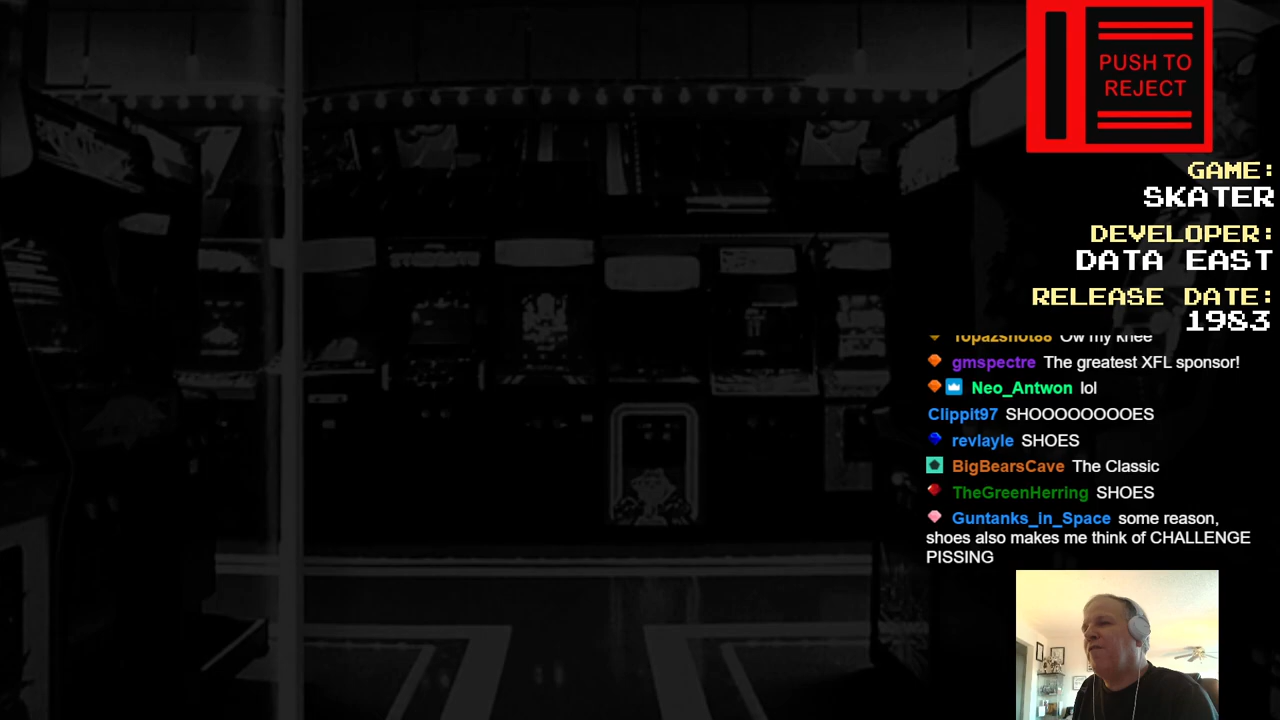 PUSH TO
REJECT
GAME:
SKATER
DEVELOPER:
DATA EAST
RELEASE DATE:
1983
Topazshot88 Ow my knee
gmspectre The greatest XFL sponsor!
Neo_Antwon lol
Clippit97 SHOOOOOOOOES
revlayle SHOES
BigBearsCave The Classic
TheGreenHerring SHOES
Guntanks_in_Space some reason,
shoes also makes me think of CHALLENGE
PISSING